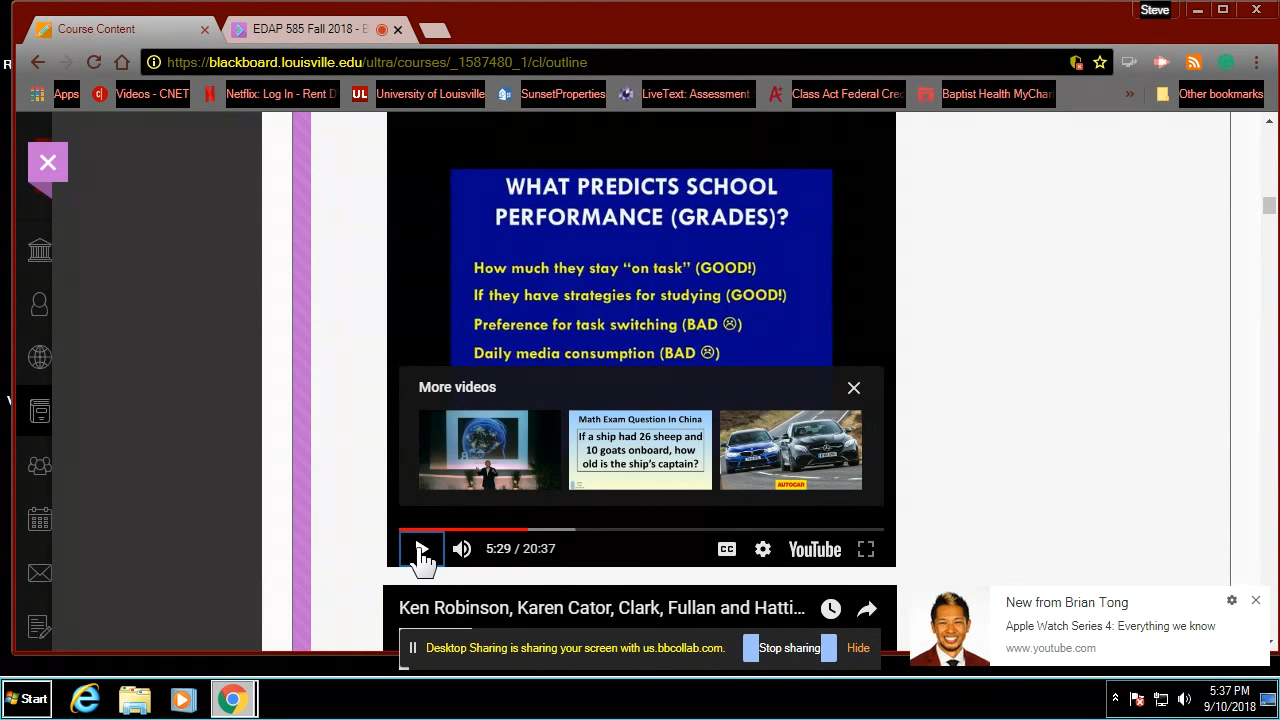 Steve
Course Content
EDAP 585 Fall 2018 - E
https://blackboard.louisville.edu/ultra/courses/_1587480_1/cl/outline
Apps
Videos - CNET
Netflix: Log In - Rent D
UL
University of Louisville
SunsetProperties
LiveText: Assessment
Class Act Federal Cre
Baptist Health MyChar
»
Other bookmarks
WHAT PREDICTS SCHOOL
PERFORMANCE (GRADES)?
How much they stay “on task” (GOOD!)
If they have strategies for studying (GOOD!)
Preference for task switching (BAD ☹)
Daily media consumption (BAD ☹)
More videos
Math Exam Question In China
If a ship had 26 sheep and
10 goats onboard, how
old is the ship's captain?
AUTOCAR
5:29 / 20:37
CC
YouTube
Ken Robinson, Karen Cator, Clark, Fullan and Hatti...
Desktop Sharing is sharing your screen with us.bbcollab.com.
Stop sharing
Hide
New from Brian Tong
Apple Watch Series 4: Everything we know
www.youtube.com
Start
5:37 PM
9/10/2018